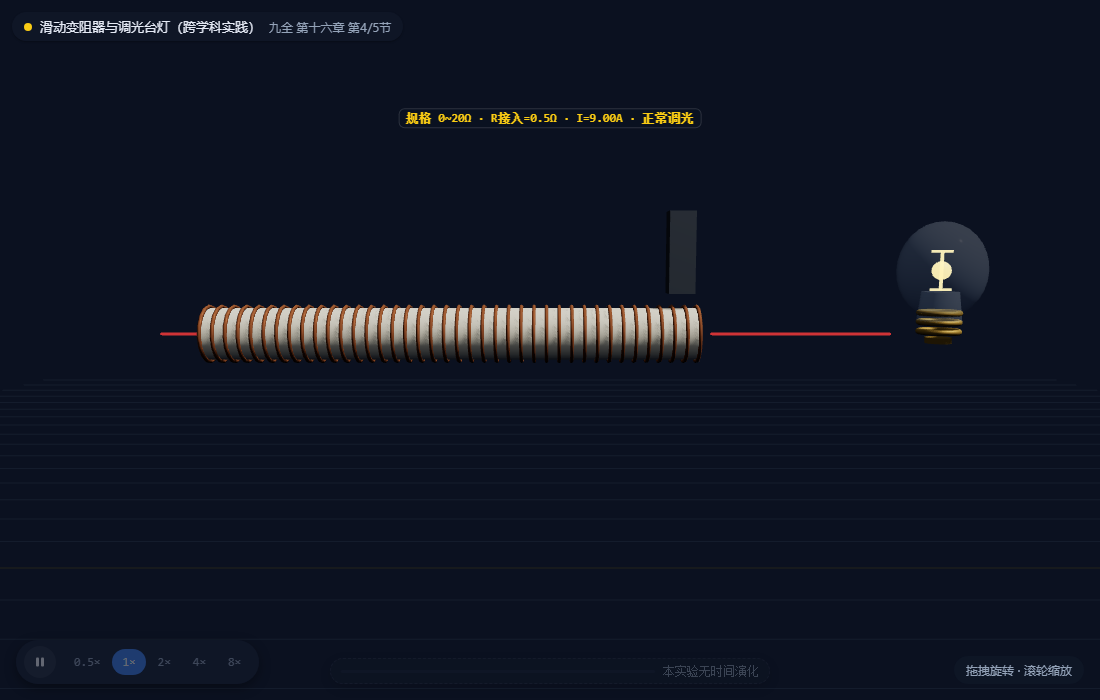 滑动变阻器与调光台灯（跨学科实践） 九全 第十六章 第4/5节
规格 0~20Ω · R接入=0.5Ω · I=9.00A · 正常调光
0.5× 1× 2× 4× 8×
本实验无时间演化
拖拽旋转 · 滚轮缩放